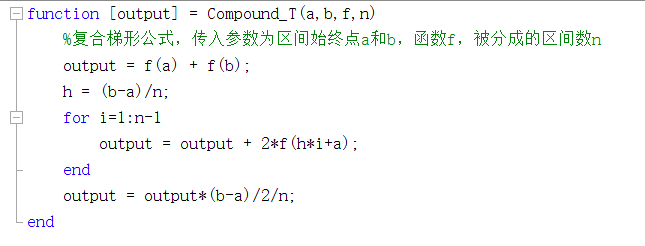 function [output] = Compound_T(a,b,f,n)
%复合梯形公式，传入参数为区间始终点a和b，函数f，被分成的区间数n
output = f(a) + f(b);
h = (b-a)/n;
for i=1:n-1
output = output + 2*f(h*i+a);
end
output = output*(b-a)/2/n;
end